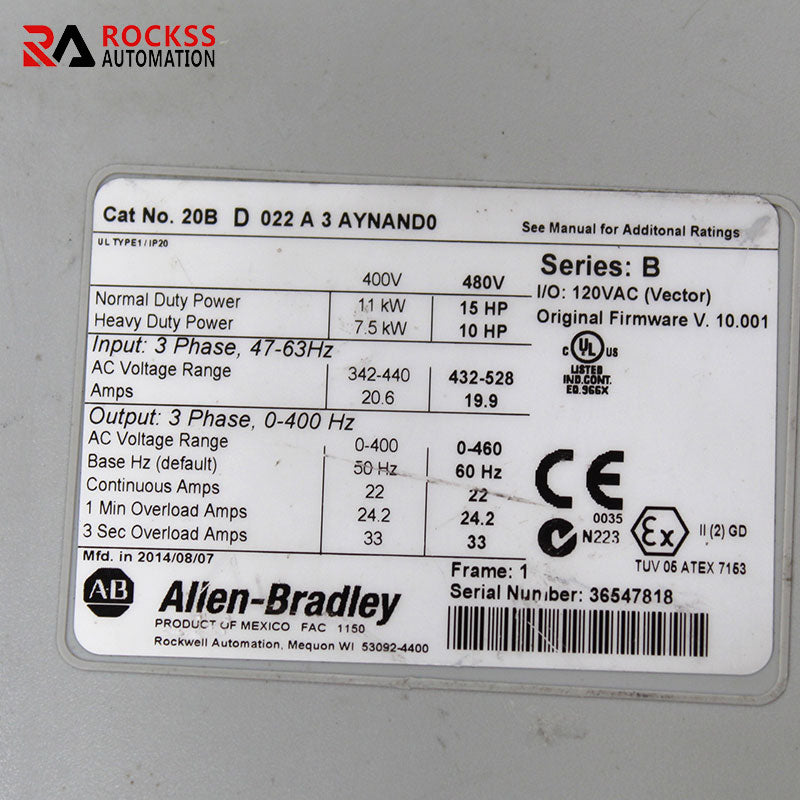 RA ROCKSS
AUTOMATION
Cat No. 20B D 022 A 3 AYNAND0
See Manual for Additonal Ratings
UL TYPE1 / IP20
400V 480V
Normal Duty Power 11 kW 15 HP
Heavy Duty Power 7.5 kW 10 HP
Input: 3 Phase, 47-63Hz
AC Voltage Range 342-440 432-528
Amps 20.6 19.9
Output: 3 Phase, 0-400 Hz
AC Voltage Range 0-400 0-460
Base Hz (default) 50 Hz 60 Hz
Continuous Amps 22 22
1 Min Overload Amps 24.2 24.2
3 Sec Overload Amps 33 33
Mfd. in 2014/08/07
Series: B
I/O: 120VAC (Vector)
Original Firmware V. 10.001
C UL US
LISTED
IND.CONT.
EQ.966X
CE
0035
N223
Ex
II (2) GD
TUV 05 ATEX 7153
Frame: 1
Serial Number: 36547818
AB Allen-Bradley
PRODUCT OF MEXICO FAC 1150
Rockwell Automation, Mequon WI 53092-4400